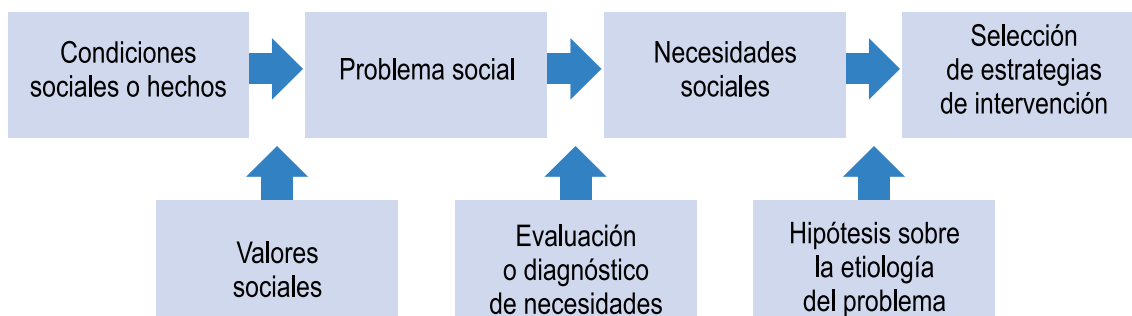 Condiciones
sociales o hechos
Problema social
Necesidades
sociales
Selección
de estrategias
de intervención
Valores
sociales
Evaluación
o diagnóstico
de necesidades
Hipótesis sobre
la etiología
del problema